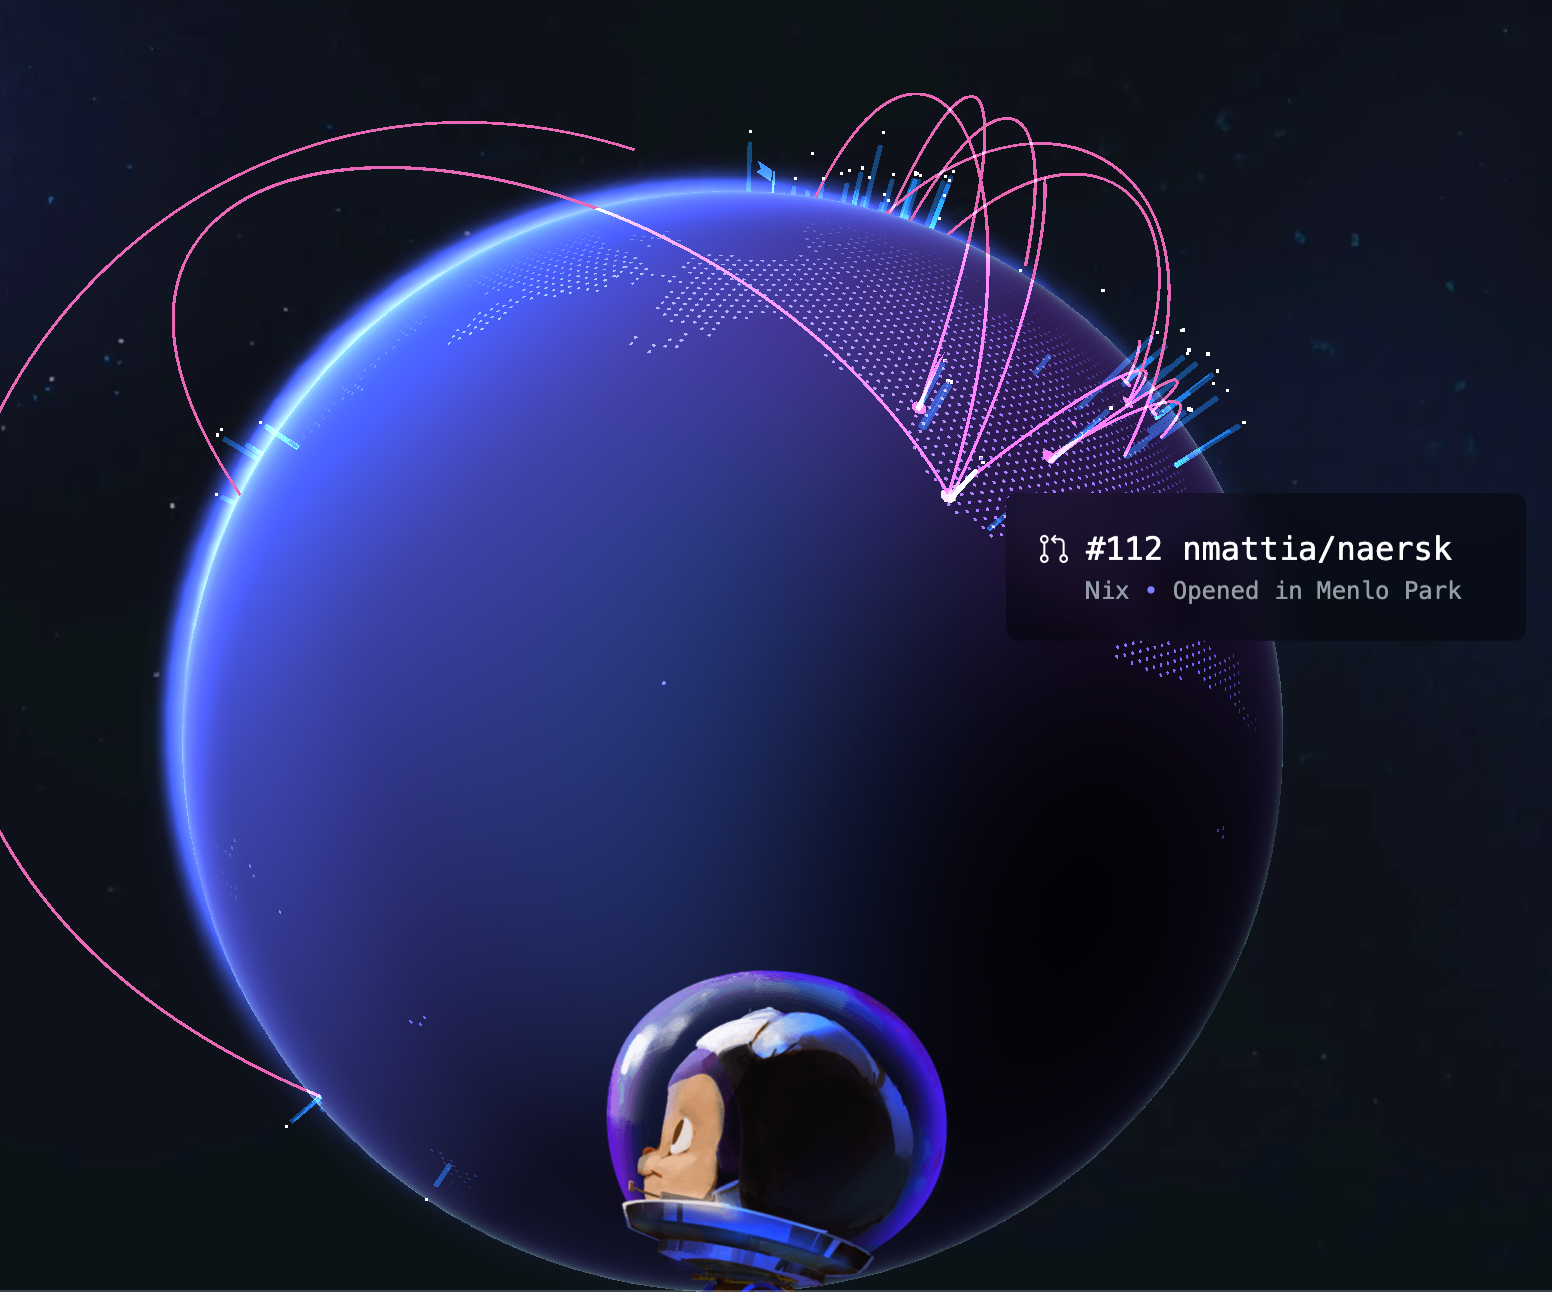 #112 nmattia/naersk
Nix • Opened in Menlo Park